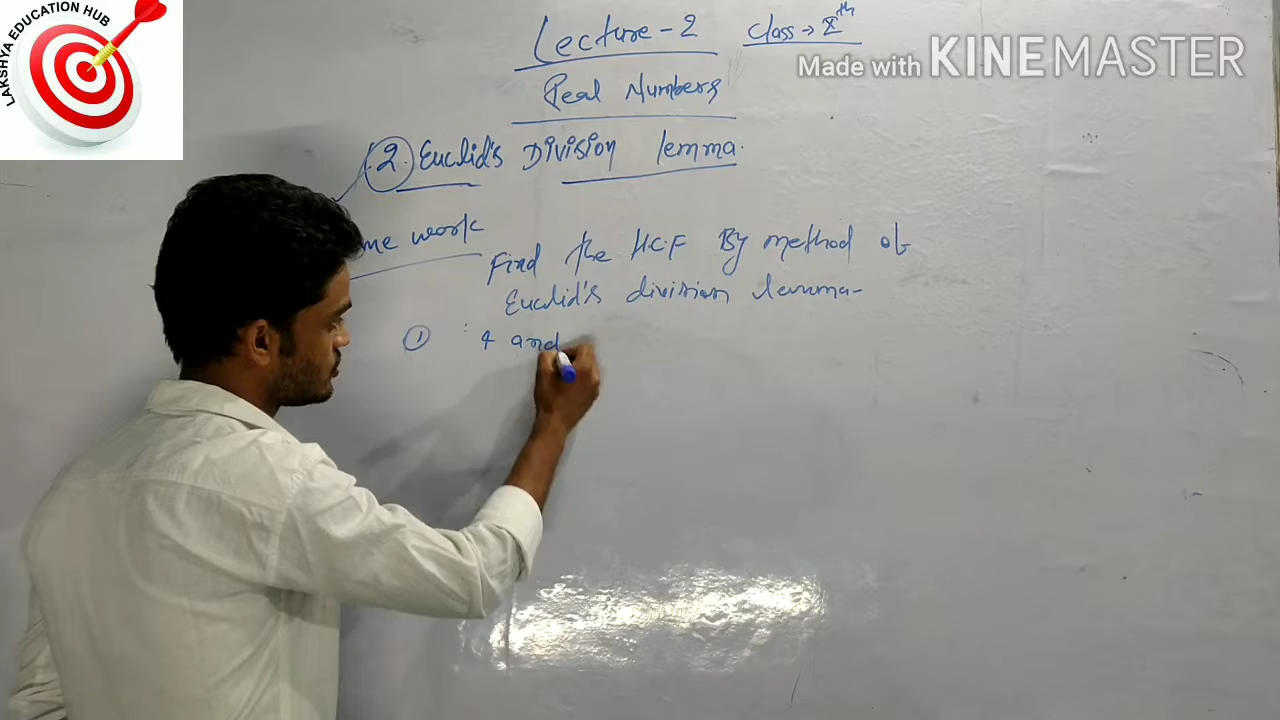 LAKSHYA EDUCATION HUB
Made with KINEMASTER
Lecture-2 Class → Xth
Real Numbers
2. Euclid's Division lemma.
me work
Find the H.C.F By method of
Euclid's division lemma-
① 4 and